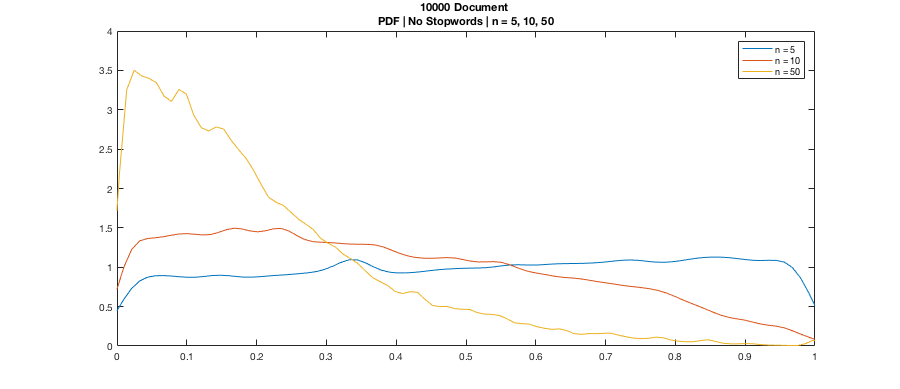 10000 Document
PDF | No Stopwords | n = 5, 10, 50
4
3.5
3
2.5
2
1.5
1
0.5
0
n = 5
n = 10
n = 50
0 0.1 0.2 0.3 0.4 0.5 0.6 0.7 0.8 0.9 1